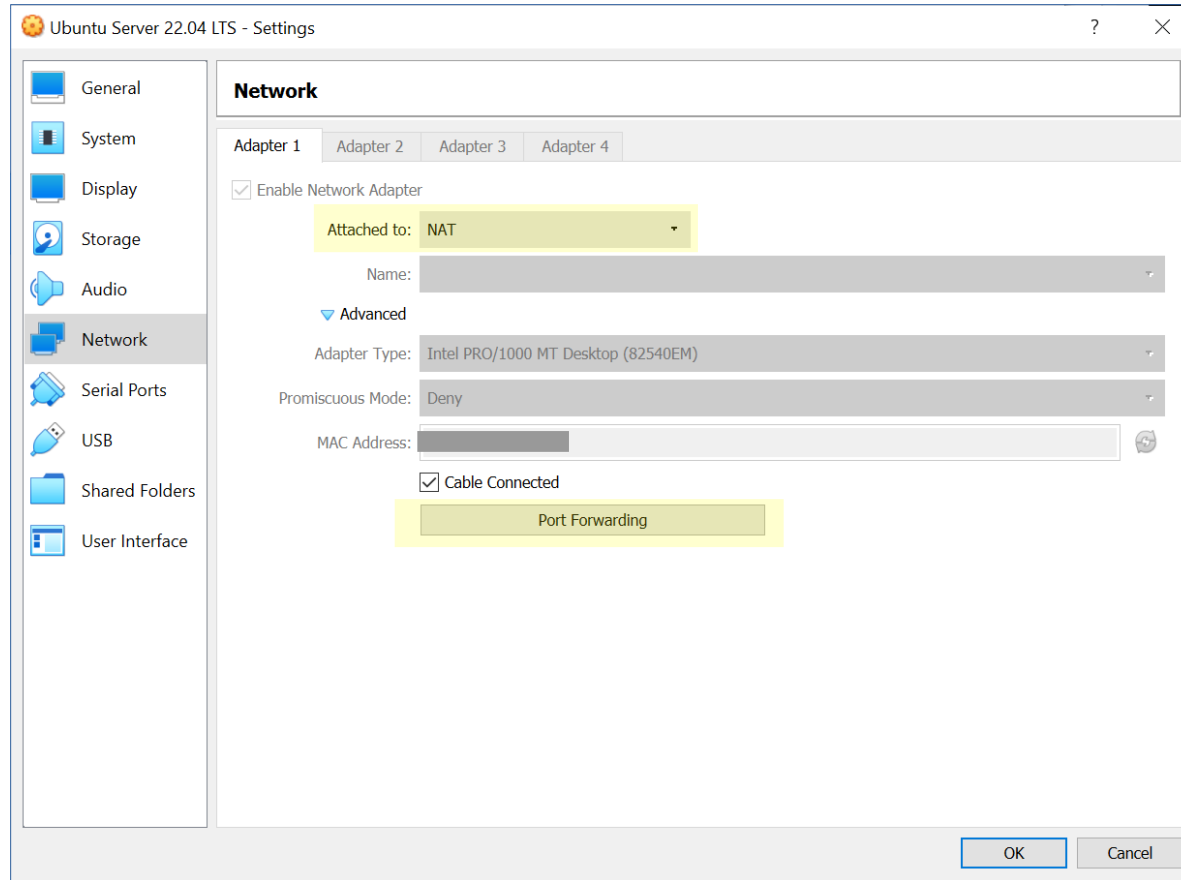 Ubuntu Server 22.04 LTS - Settings
?
General
System
Display
Storage
Audio
Network
Serial Ports
USB
Shared Folders
User Interface
Network
Adapter 1 Adapter 2 Adapter 3 Adapter 4
Enable Network Adapter
Attached to: NAT
Name:
Advanced
Adapter Type: Intel PRO/1000 MT Desktop (82540EM)
Promiscuous Mode: Deny
MAC Address:
Cable Connected
Port Forwarding
OK Cancel